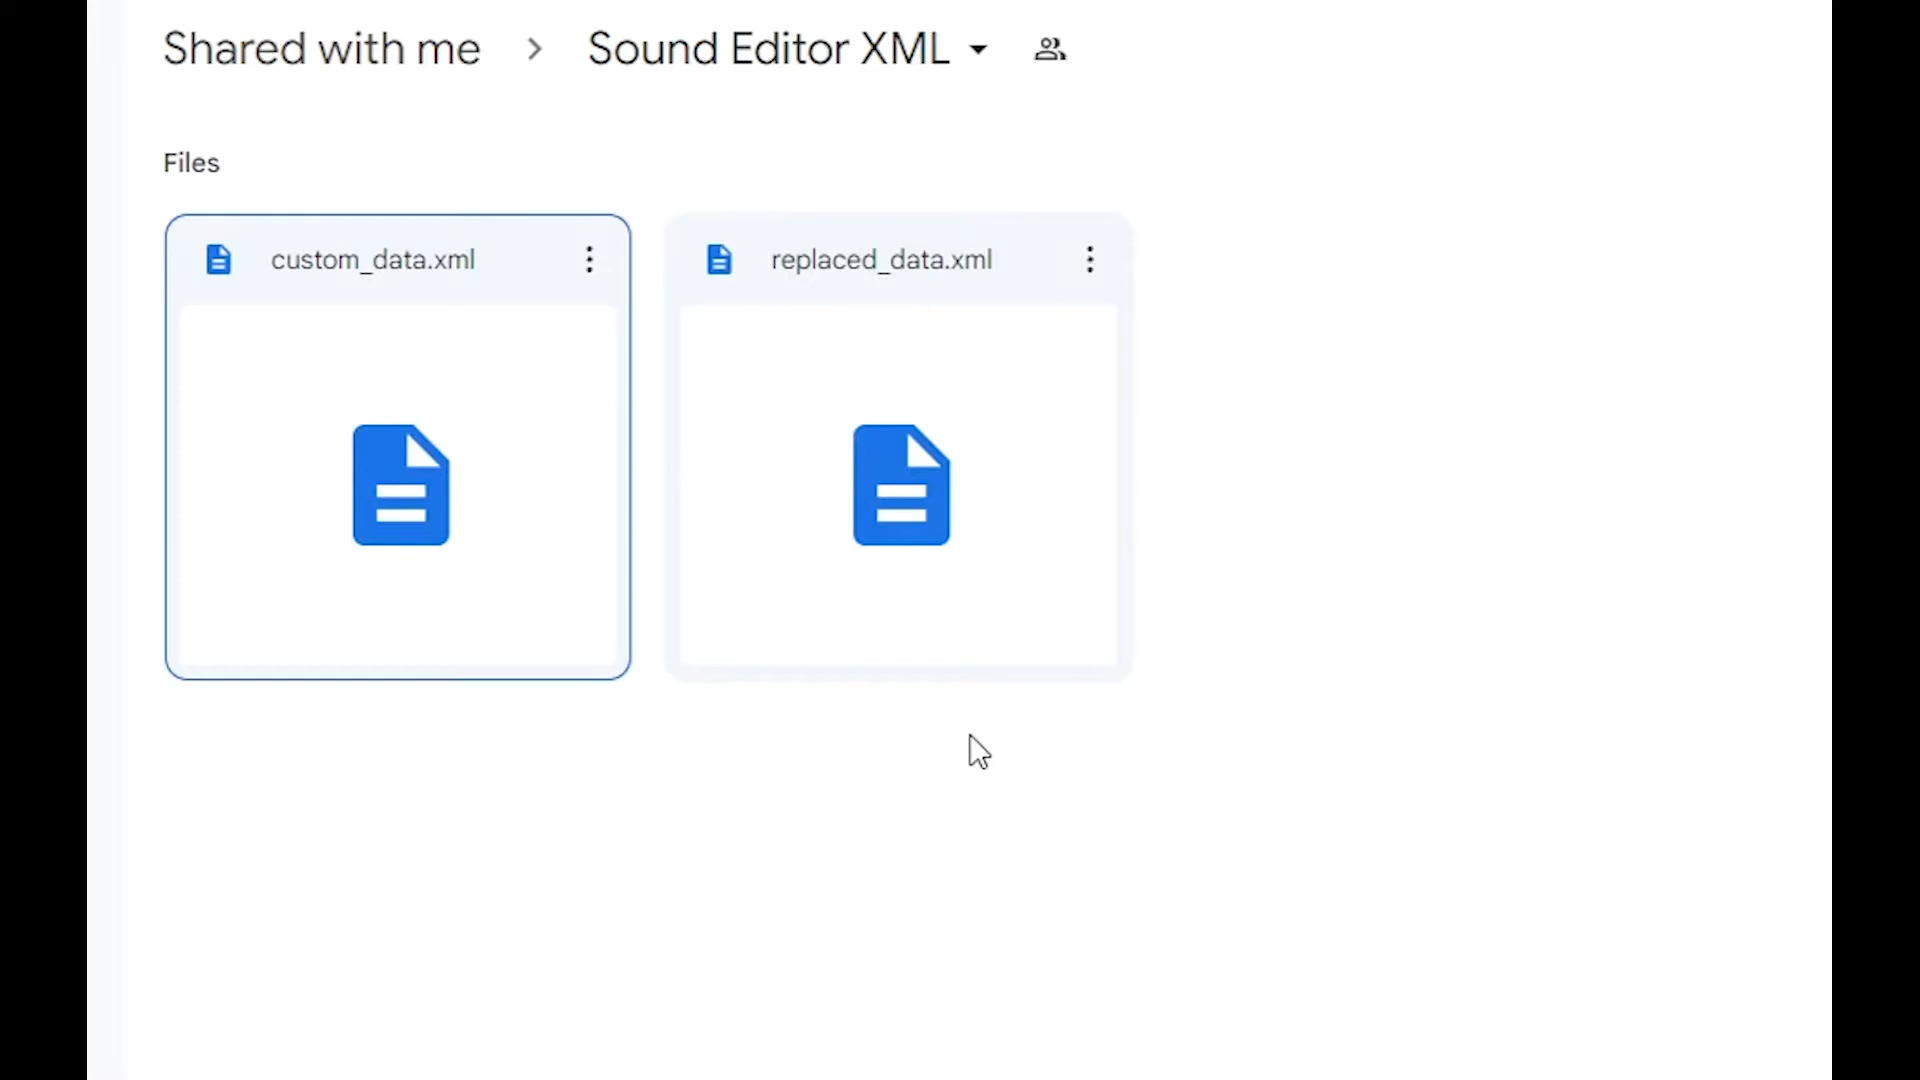 Shared with me > Sound Editor XML
Files
custom_data.xml
replaced_data.xml